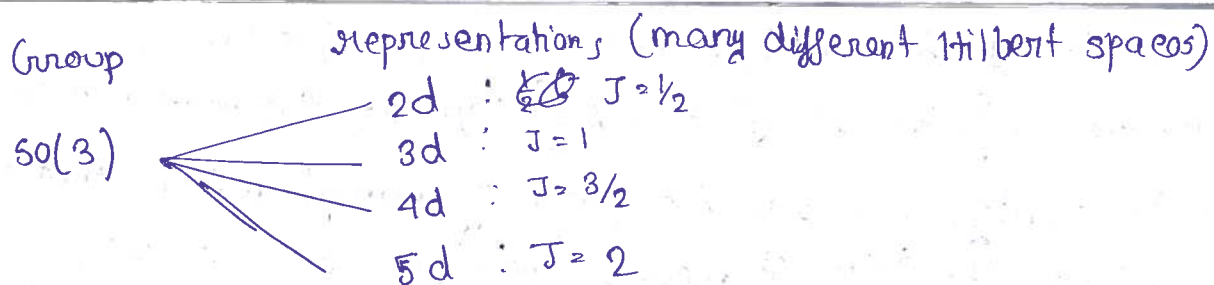 Group
representations (many different Hilbert spaces)
2d : J = 1/2
SO(3)
3d : J = 1
4d : J = 3/2
5d : J = 2